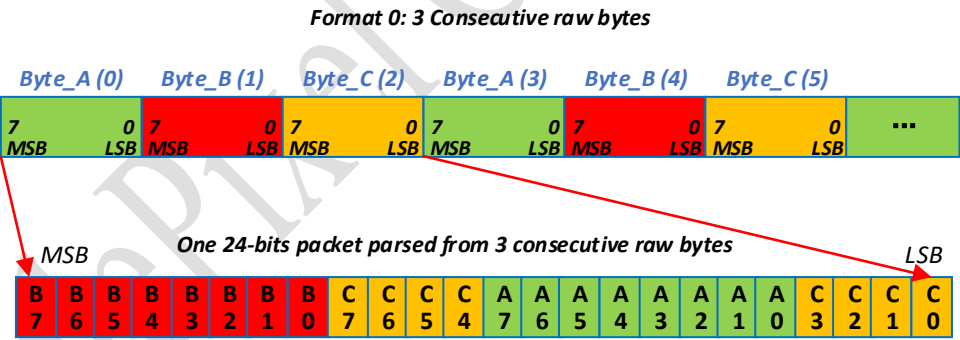 Format 0: 3 Consecutive raw bytes
Byte_A (0) Byte_B (1) Byte_C (2) Byte_A (3) Byte_B (4) Byte_C (5)
7 0 7 0 7 0 7 0 7 0 7 0 ...
MSB LSB MSB LSB MSB LSB MSB LSB MSB LSB MSB LSB
One 24-bits packet parsed from 3 consecutive raw bytes
MSB LSB
B B B B B B B B C C C C A A A A A A A A C C C C
7 6 5 4 3 2 1 0 7 6 5 4 7 6 5 4 3 2 1 0 3 2 1 0